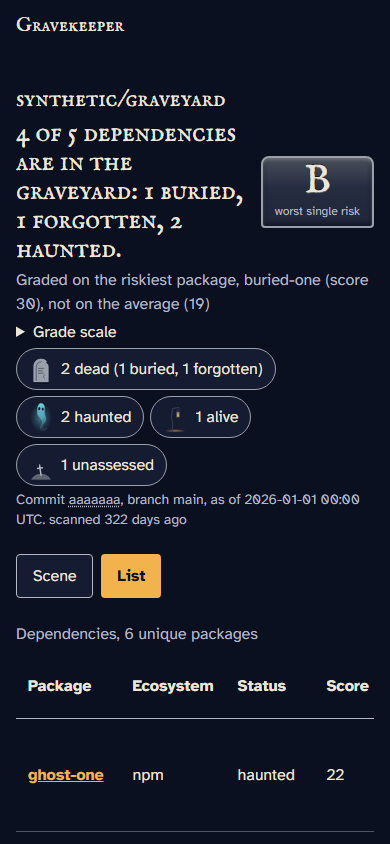 Gravekeeper
synthetic/graveyard
4 of 5 dependencies
are in the
graveyard: 1 buried,
1 forgotten, 2
haunted.
B
worst single risk
Graded on the riskiest package, buried-one (score
30), not on the average (19)
Grade scale
2 dead (1 buried, 1 forgotten)
2 haunted
1 alive
1 unassessed
Commit aaaaaaa, branch main, as of 2026-01-01 00:00
UTC. scanned 322 days ago
Scene
List
Dependencies, 6 unique packages
Package Ecosystem Status Score
ghost-one npm haunted 22